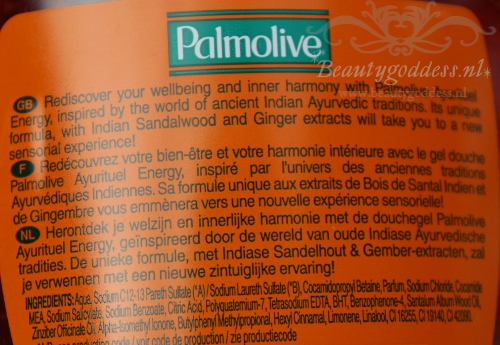 Palmolive
Beautygoddess.nl
GB Rediscover your wellbeing and inner harmony with Palmolive
Energy, inspired by the world of ancient Indian Ayurvedic traditions. Its unique
formula, with Indian Sandalwood and Ginger extracts will take you to a new
sensorial experience!
F Redécouvrez votre bien-être et votre harmonie intérieure avec le gel douche
Palmolive Ayurituel Energy, inspiré par l'univers des anciennes traditions
Ayurvédiques Indiennes. Sa formule unique aux extraits de Bois de Santal Indien et
de Gingembre vous emmènera vers une nouvelle expérience sensorielle!
NL Herontdek je welzijn en innerlijke harmonie met de douchegel Palmolive
Ayurituel Energy, geïnspireerd door de wereld van oude Indiase Ayurvedische
tradities. De unieke formule, met Indiase Sandelhout & Gember-extracten, zal
je verwennen met een nieuwe zintuiglijke ervaring!
INGREDIENTS: Aqua, Sodium C12-13 Pareth Sulfate (*A) / Sodium Laureth Sulfate (*B), Cocamidopropyl Betaine, Parfum, Sodium Chloride, Cocamide
MEA, Sodium Salicylate, Sodium Benzoate, Citric Acid, Polyquaternium-7, Tetrasodium EDTA, BHT, Benzophenone-4, Santalum Album Wood Oil,
Zinziber Officinale Oil, Alpha-Isomethyl Ionone, Butylphenyl Methylpropional, Hexyl Cinnamal, Limonene, Linalool, CI 16255, CI 19140, CI 42090.
production code / voir code de production / zie productiecode